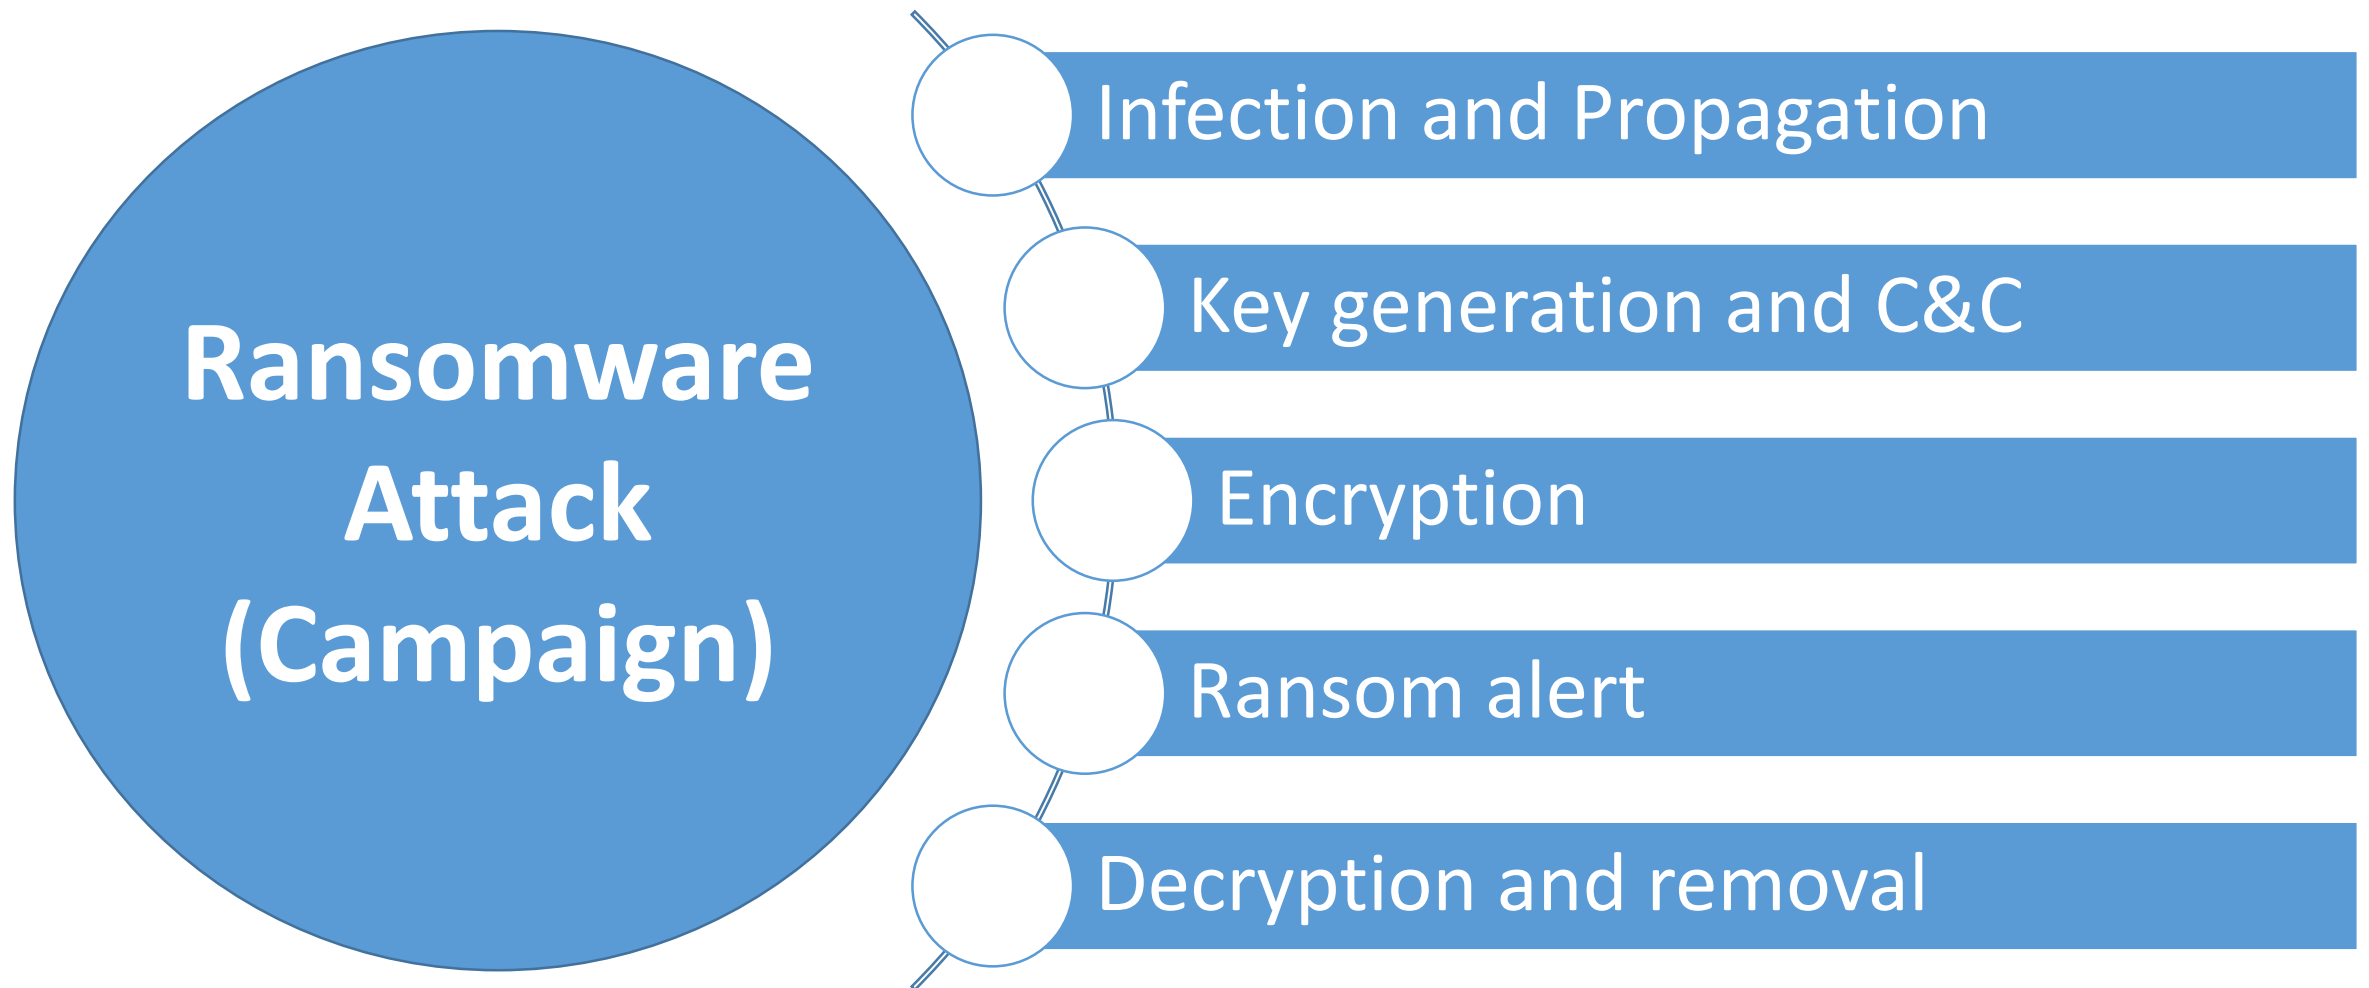 Ransomware
Attack
(Campaign)
Infection and Propagation
Key generation and C&C
Encryption
Ransom alert
Decryption and removal